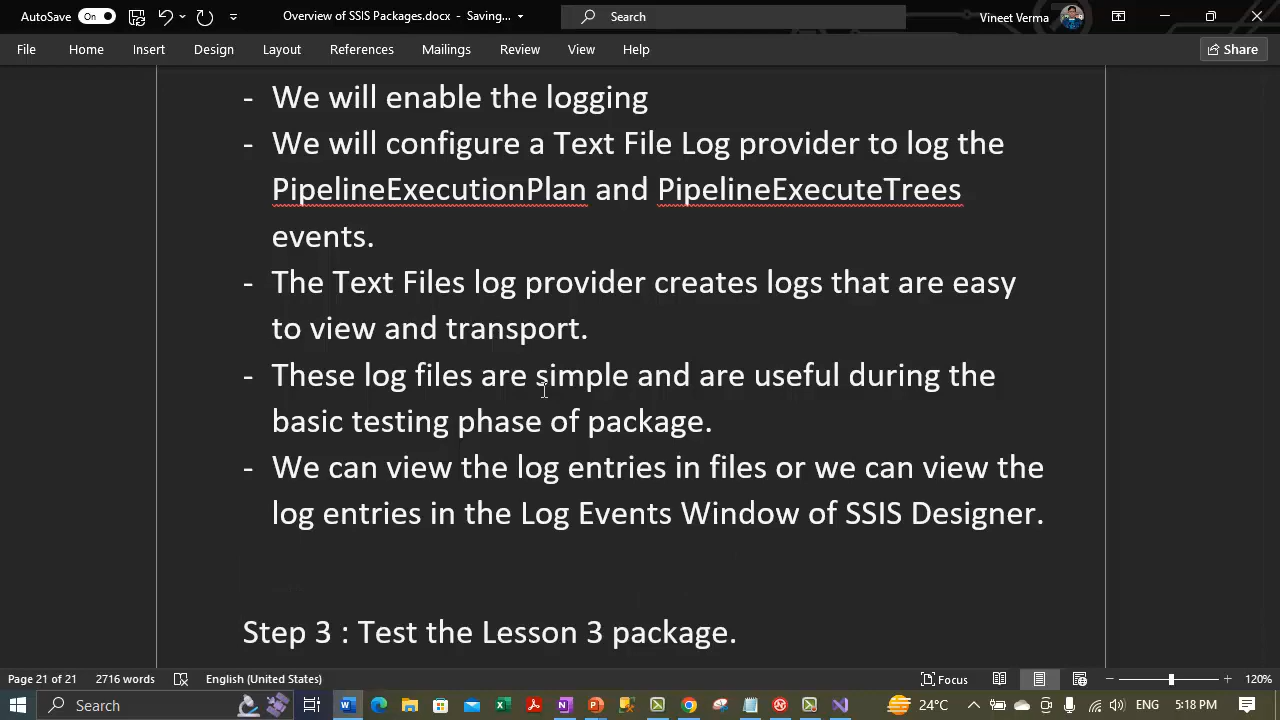 AutoSave On Overview of SSIS Packages.docx - Saving... Search Vineet Verma
File Home Insert Design Layout References Mailings Review View Help Share
- We will enable the logging
- We will configure a Text File Log provider to log the
PipelineExecutionPlan and PipelineExecuteTrees
events.
- The Text Files log provider creates logs that are easy
to view and transport.
- These log files are simple and are useful during the
basic testing phase of package.
- We can view the log entries in files or we can view the
log entries in the Log Events Window of SSIS Designer.
Step 3 : Test the Lesson 3 package.
Page 21 of 21 2716 words English (United States) Focus 120%
Search 24°C ENG 5:18 PM